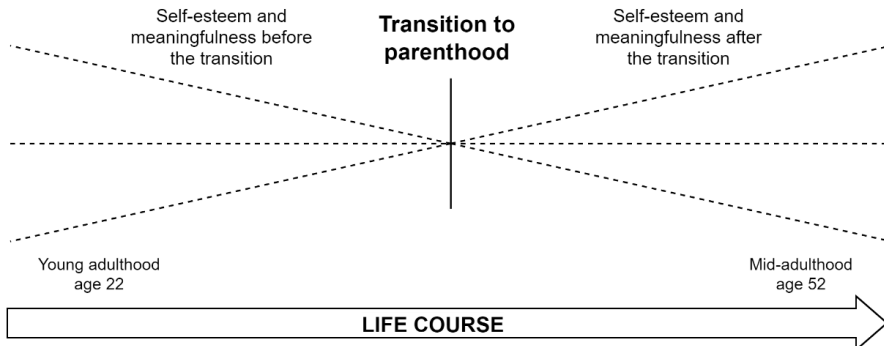 Self-esteem and
meaningfulness before
the transition
Transition to
parenthood
Self-esteem and
meaningfulness after
the transition
Young adulthood
age 22
Mid-adulthood
age 52
LIFE COURSE